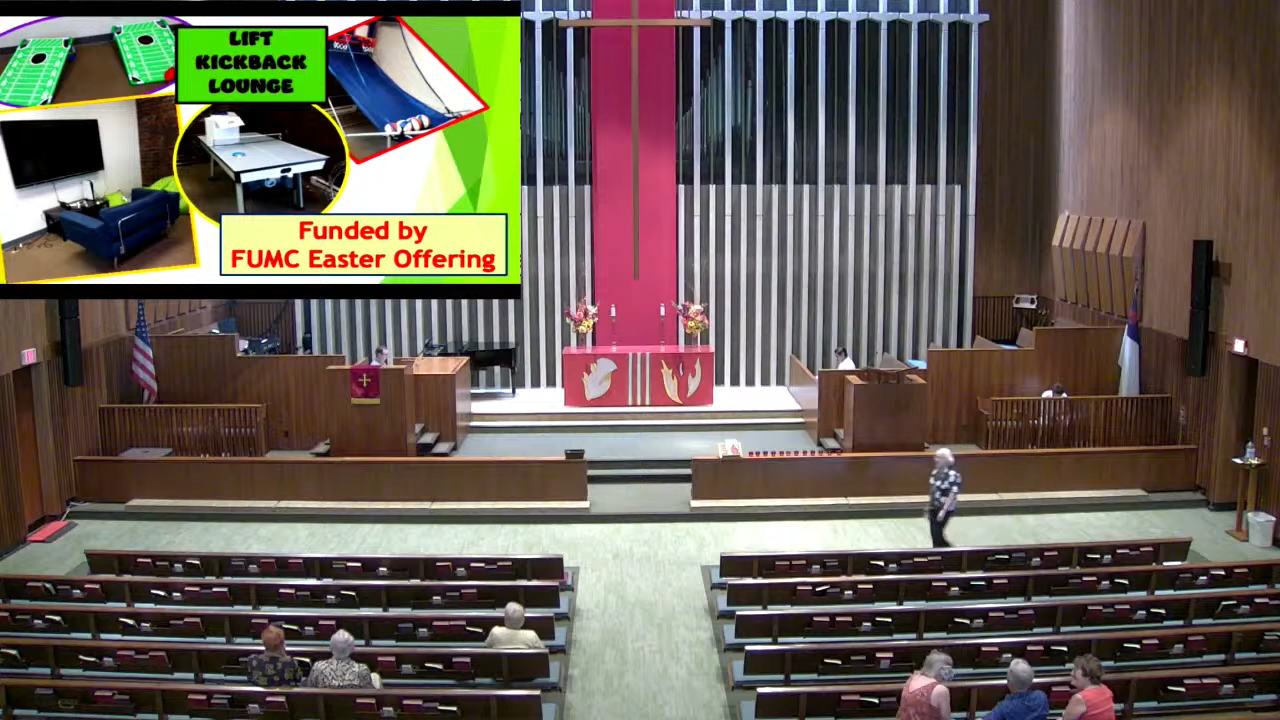 LIFT
KICKBACK
LOUNGE
Funded by
FUMC Easter Offering